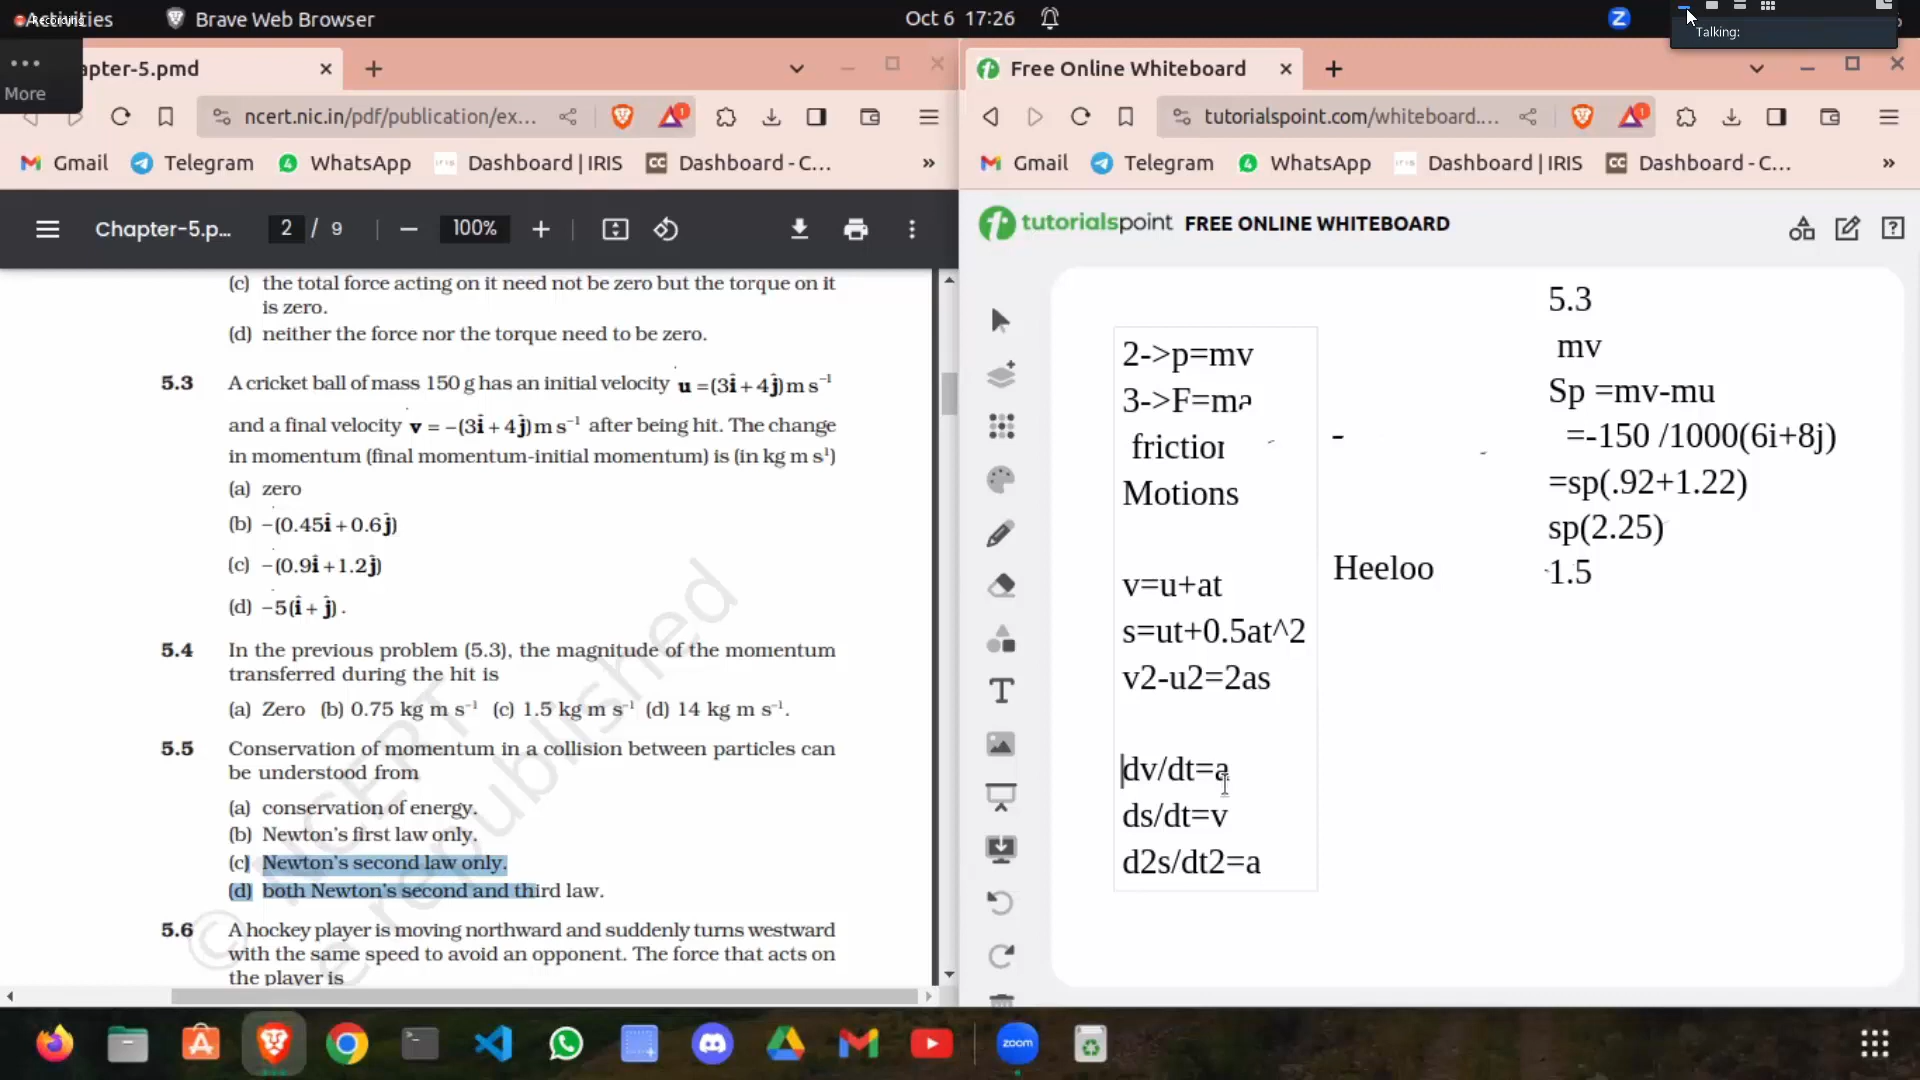 Activities
Recording
Brave Web Browser
Oct 6 17:26
Talking:
More
apter-5.pmd
ncert.nic.in/pdf/publication/ex...
Gmail Telegram WhatsApp Dashboard | IRIS Dashboard - C... »
Chapter-5.p... 2 / 9 100%
(c) the total force acting on it need not be zero but the torque on it
is zero.
(d) neither the force nor the torque need to be zero.
5.3 A cricket ball of mass 150 g has an initial velocity u = (3î + 4ĵ) m s⁻¹
and a final velocity v = −(3î + 4ĵ) m s⁻¹ after being hit. The change
in momentum (final momentum-initial momentum) is (in kg m s¹)
(a) zero
(b) −(0.45î + 0.6ĵ)
(c) −(0.9î + 1.2ĵ)
(d) −5(î + ĵ) .
5.4 In the previous problem (5.3), the magnitude of the momentum
transferred during the hit is
(a) Zero (b) 0.75 kg m s⁻¹ (c) 1.5 kg m s⁻¹ (d) 14 kg m s⁻¹.
5.5 Conservation of momentum in a collision between particles can
be understood from
(a) conservation of energy.
(b) Newton's first law only.
(c) Newton's second law only.
(d) both Newton's second and third law.
5.6 A hockey player is moving northward and suddenly turns westward
with the same speed to avoid an opponent. The force that acts on
the player is
© NCERT
e republished
Free Online Whiteboard
tutorialspoint.com/whiteboard....
Gmail Telegram WhatsApp Dashboard | IRIS Dashboard - C... »
tutorialspoint FREE ONLINE WHITEBOARD
2->p=mv
3->F=ma
friction
Motions
v=u+at
s=ut+0.5at^2
v2-u2=2as
dv/dt=a
ds/dt=v
d2s/dt2=a
-
Heeloo
5.3
mv
Sp =mv-mu
=-150 /1000(6i+8j)
=sp(.92+1.22)
sp(2.25)
1.5
zoom